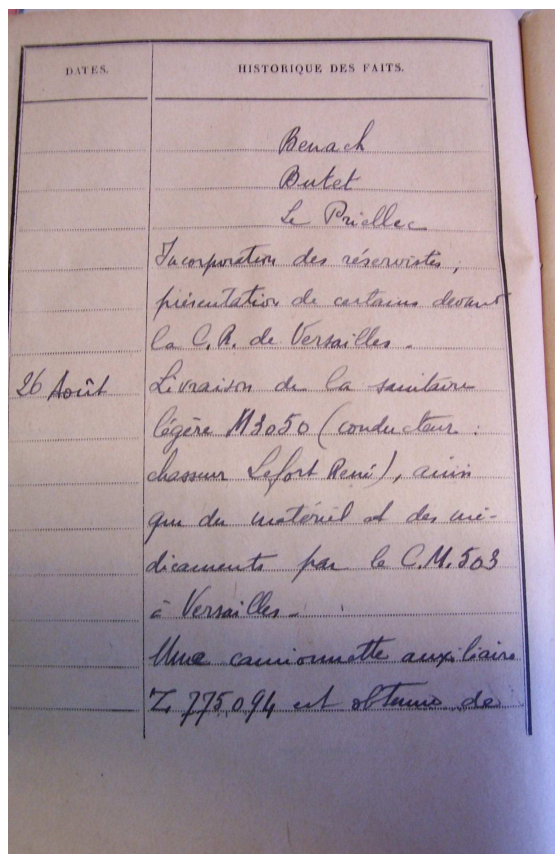 DATES.
HISTORIQUE DES FAITS.
Benach
Butet
Le Priellec
Incorporation des réservistes,
présentation de certains devant
la C.R. de Versailles.
26 Août
Livraison de la sanitaire
légère M3050 (conducteur :
chasseur Lefort René), ainsi
que du matériel et des mé-
dicaments par le C.M. 503
à Versailles.
Une camionnette auxiliaire
Z 775.094 est obtenue de